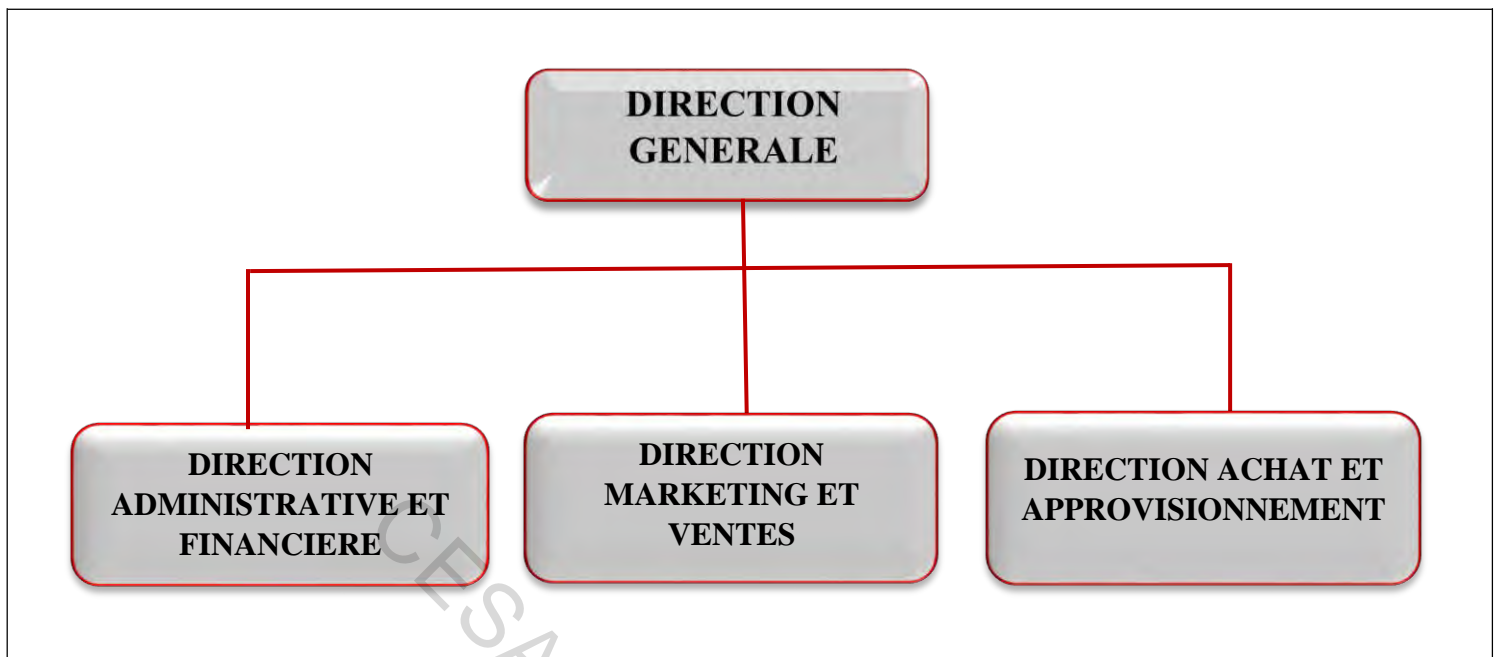 DIRECTION
GENERALE
DIRECTION
ADMINISTRATIVE ET
FINANCIERE
DIRECTION
MARKETING ET
VENTES
DIRECTION ACHAT ET
APPROVISIONNEMENT